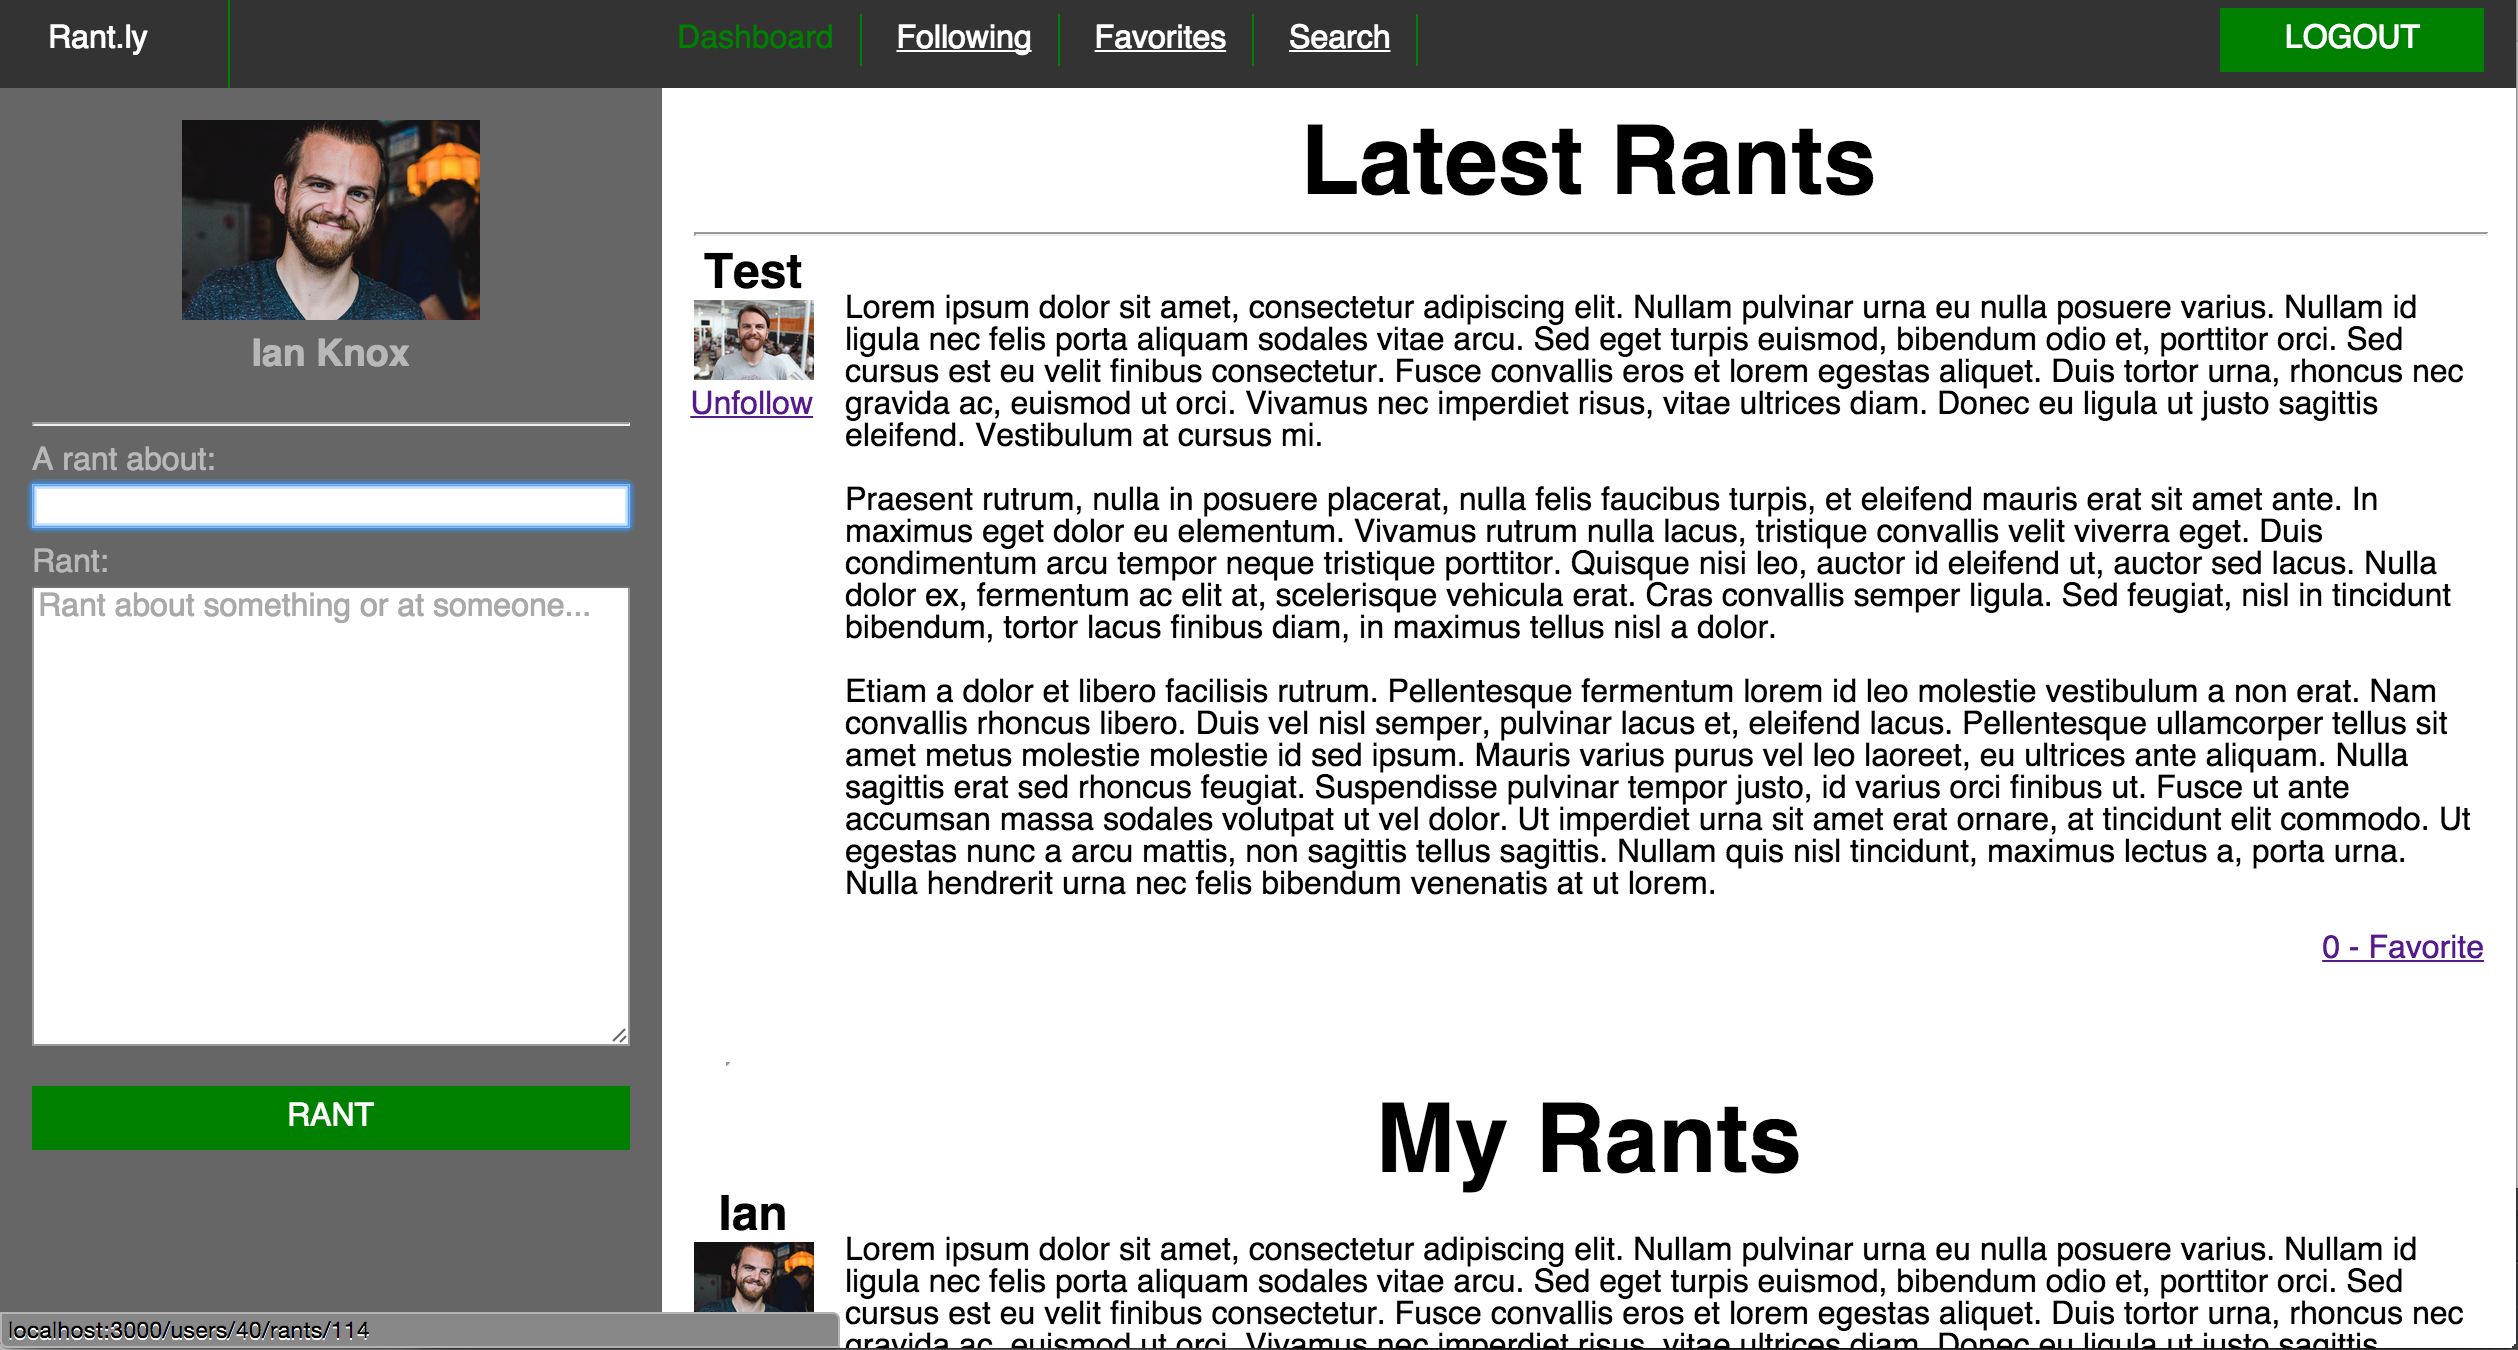 Rant.ly
Dashboard
Following
Favorites
Search
LOGOUT
Ian Knox
A rant about:
Rant:
Rant about something or at someone...
RANT
Latest Rants
Test
Unfollow
Lorem ipsum dolor sit amet, consectetur adipiscing elit. Nullam pulvinar urna eu nulla posuere varius. Nullam id
ligula nec felis porta aliquam sodales vitae arcu. Sed eget turpis euismod, bibendum odio et, porttitor orci. Sed
cursus est eu velit finibus consectetur. Fusce convallis eros et lorem egestas aliquet. Duis tortor urna, rhoncus nec
gravida ac, euismod ut orci. Vivamus nec imperdiet risus, vitae ultrices diam. Donec eu ligula ut justo sagittis
eleifend. Vestibulum at cursus mi.
Praesent rutrum, nulla in posuere placerat, nulla felis faucibus turpis, et eleifend mauris erat sit amet ante. In
maximus eget dolor eu elementum. Vivamus rutrum nulla lacus, tristique convallis velit viverra eget. Duis
condimentum arcu tempor neque tristique porttitor. Quisque nisi leo, auctor id eleifend ut, auctor sed lacus. Nulla
dolor ex, fermentum ac elit at, scelerisque vehicula erat. Cras convallis semper ligula. Sed feugiat, nisl in tincidunt
bibendum, tortor lacus finibus diam, in maximus tellus nisl a dolor.
Etiam a dolor et libero facilisis rutrum. Pellentesque fermentum lorem id leo molestie vestibulum a non erat. Nam
convallis rhoncus libero. Duis vel nisl semper, pulvinar lacus et, eleifend lacus. Pellentesque ullamcorper tellus sit
amet metus molestie molestie id sed ipsum. Mauris varius purus vel leo laoreet, eu ultrices ante aliquam. Nulla
sagittis erat sed rhoncus feugiat. Suspendisse pulvinar tempor justo, id varius orci finibus ut. Fusce ut ante
accumsan massa sodales volutpat ut vel dolor. Ut imperdiet urna sit amet erat ornare, at tincidunt elit commodo. Ut
egestas nunc a arcu mattis, non sagittis tellus sagittis. Nullam quis nisl tincidunt, maximus lectus a, porta urna.
Nulla hendrerit urna nec felis bibendum venenatis at ut lorem.
0 - Favorite
My Rants
Ian
Lorem ipsum dolor sit amet, consectetur adipiscing elit. Nullam pulvinar urna eu nulla posuere varius. Nullam id
ligula nec felis porta aliquam sodales vitae arcu. Sed eget turpis euismod, bibendum odio et, porttitor orci. Sed
cursus est eu velit finibus consectetur. Fusce convallis eros et lorem egestas aliquet. Duis tortor urna, rhoncus nec
gravida ac, euismod ut orci. Vivamus nec imperdiet risus, vitae ultrices diam. Donec eu ligula ut justo sagittis
localhost:3000/users/40/rants/114